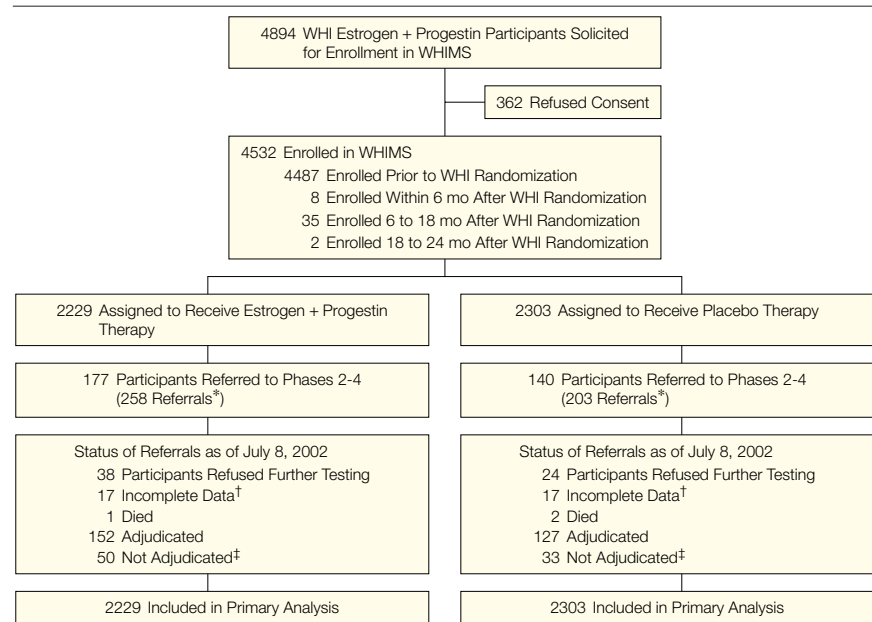 4894 WHI Estrogen + Progestin Participants Solicited
for Enrollment in WHIMS
362 Refused Consent
4532 Enrolled in WHIMS
4487 Enrolled Prior to WHI Randomization
8 Enrolled Within 6 mo After WHI Randomization
35 Enrolled 6 to 18 mo After WHI Randomization
2 Enrolled 18 to 24 mo After WHI Randomization
2229 Assigned to Receive Estrogen + Progestin
Therapy
177 Participants Referred to Phases 2-4
(258 Referrals*)
Status of Referrals as of July 8, 2002
38 Participants Refused Further Testing
17 Incomplete Data†
1 Died
152 Adjudicated
50 Not Adjudicated‡
2229 Included in Primary Analysis
2303 Assigned to Receive Placebo Therapy
140 Participants Referred to Phases 2-4
(203 Referrals*)
Status of Referrals as of July 8, 2002
24 Participants Refused Further Testing
17 Incomplete Data†
2 Died
127 Adjudicated
33 Not Adjudicated‡
2303 Included in Primary Analysis